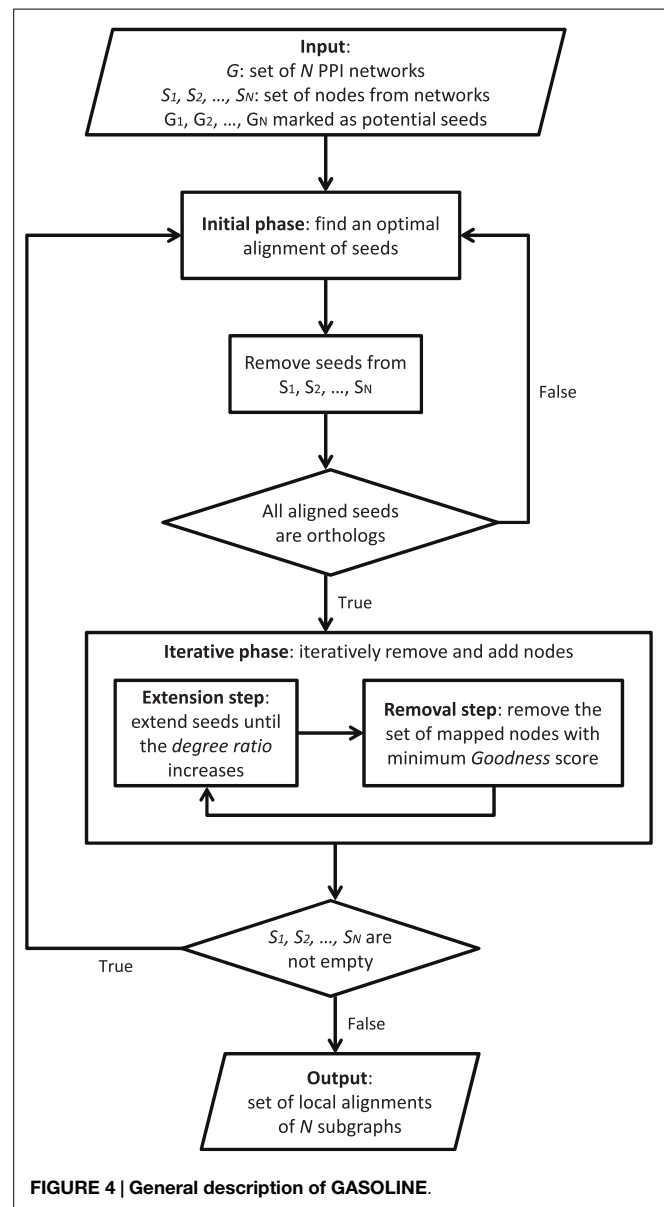 Input:
G: set of N PPI networks
S1, S2, ..., SN: set of nodes from networks
G1, G2, ..., GN marked as potential seeds
Initial phase: find an optimal
alignment of seeds
Remove seeds from
S1, S2, ..., SN
False
All aligned seeds
are orthologs
True
Iterative phase: iteratively remove and add nodes
Extension step:
extend seeds until
the degree ratio
increases
Removal step: remove the
set of mapped nodes with
minimum Goodness score
S1, S2, ..., SN are
not empty
True
False
Output:
set of local alignments
of N subgraphs
FIGURE 4 | General description of GASOLINE.